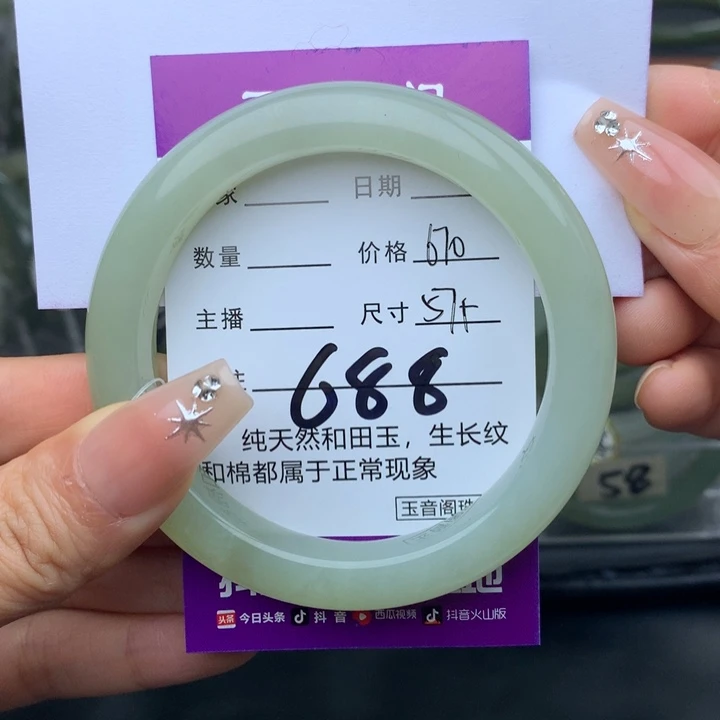 日期
数量 价格 670
主播 尺寸 57+
688
纯天然和田玉，生长纹
和棉都属于正常现象
玉音阁珠
58
头条 今日头条 抖音 西瓜视频 抖音火山版